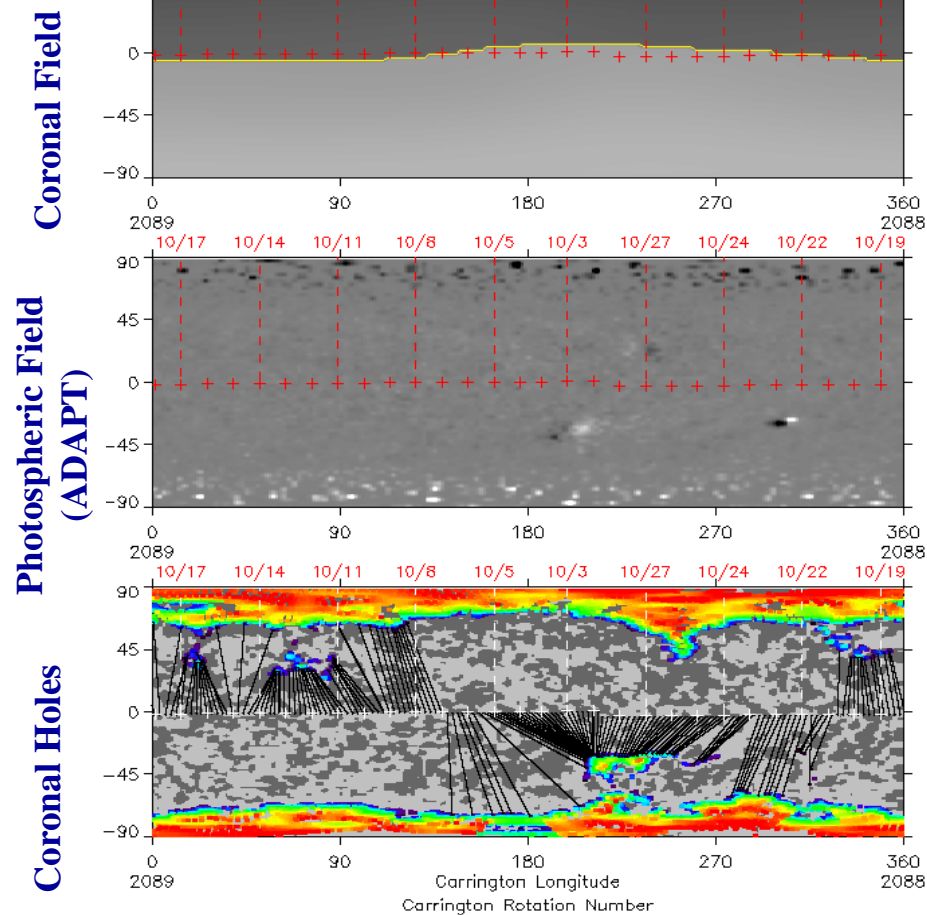 Coronal Field
0
-45
-90
0 90 180 270 360
2089 2088
10/17 10/14 10/11 10/8 10/5 10/3 10/27 10/24 10/22 10/19
Photospheric Field
(ADAPT)
90
45
0
-45
-90
0 90 180 270 360
2089 2088
10/17 10/14 10/11 10/8 10/5 10/3 10/27 10/24 10/22 10/19
Coronal Holes
90
45
0
-45
-90
0 90 180 270 360
2089 Carrington Longitude 2088
Carrington Rotation Number